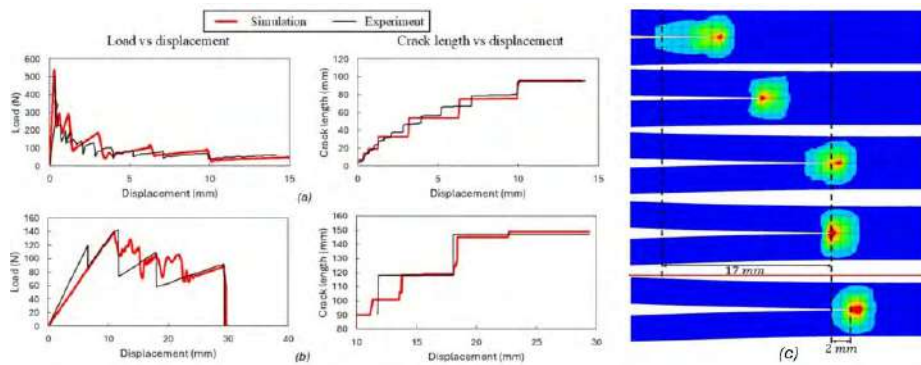 Simulation Experiment
Load vs displacement
Crack length vs displacement
Load (N)
600
500
400
300
200
100
0
0 5 10 15
Displacement (mm)
Crack length (mm)
120
100
80
60
40
20
0
0 5 10 15
Displacement (mm)
(a)
Load (N)
160
140
120
100
80
60
40
20
0
0 10 20 30 40
Displacement (mm)
Crack length (mm)
160
150
140
130
120
110
100
90
80
10 15 20 25 30
Displacement (mm)
(b)
17 mm
2 mm
(c)